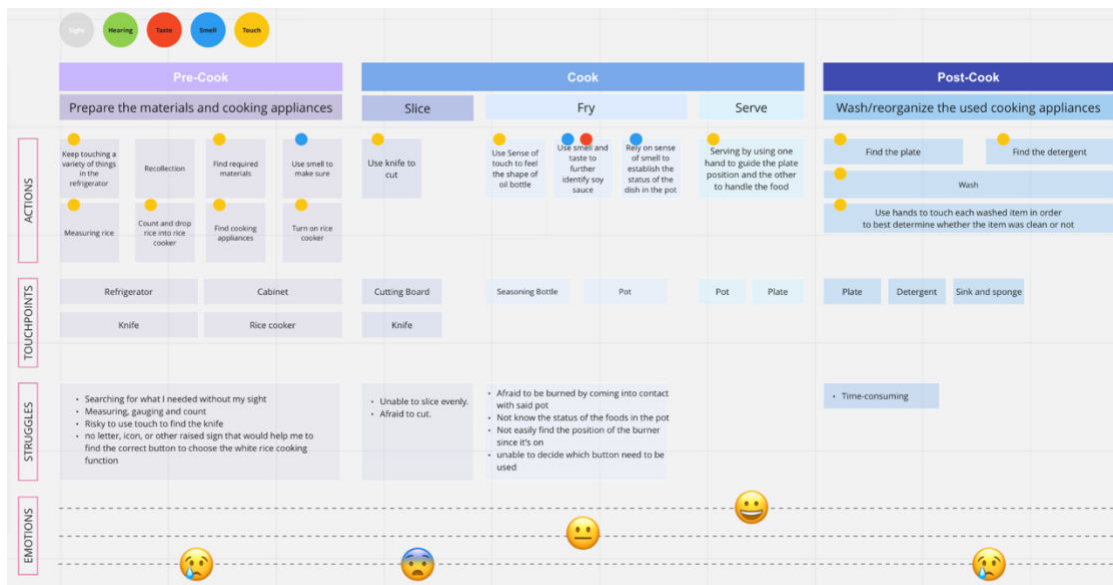 Sight
Hearing
Taste
Smell
Touch
Pre-Cook
Cook
Post-Cook
Prepare the materials and cooking appliances
Slice
Fry
Serve
Wash/reorganize the used cooking appliances
ACTIONS
Keep touching a
variety of things
in the
refrigerator
Recollection
Find required
materials
Use smell to
make sure
Measuring rice
Count and drop
rice into rice
cooker
Find cooking
appliances
Turn on rice
cooker
Use knife to
cut
Use Sense of
touch to feel
the shape of
oil bottle
Use smell and
taste to
further
identify soy
sauce
Rely on sense
of smell to
establish the
status of the
dish in the pot
Serving by using one
hand to guide the plate
position and the other
to handle the food
Find the plate
Find the detergent
Wash
Use hands to touch each washed item in order
to best determine whether the item was clean or not
TOUCHPOINTS
Refrigerator
Cabinet
Knife
Rice cooker
Cutting Board
Knife
Seasoning Bottle
Pot
Pot
Plate
Plate
Detergent
Sink and sponge
STRUGGLES
• Searching for what I needed without my sight
• Measuring, gauging and count
• Risky to use touch to find the knife
• no letter, icon, or other raised sign that would help me to
find the correct button to choose the white rice cooking
function
• Unable to slice evenly.
• Afraid to cut.
• Afraid to be burned by coming into contact
with said pot
• Not know the status of the foods in the pot
• Not easily find the position of the burner
since it's on
• unable to decide which button need to be
used
• Time-consuming
EMOTIONS